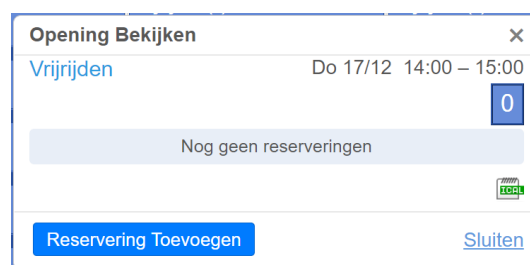 Opening Bekijken ×
Vrijrijden Do 17/12 14:00 – 15:00
0
Nog geen reserveringen
ICAL
Reservering Toevoegen Sluiten